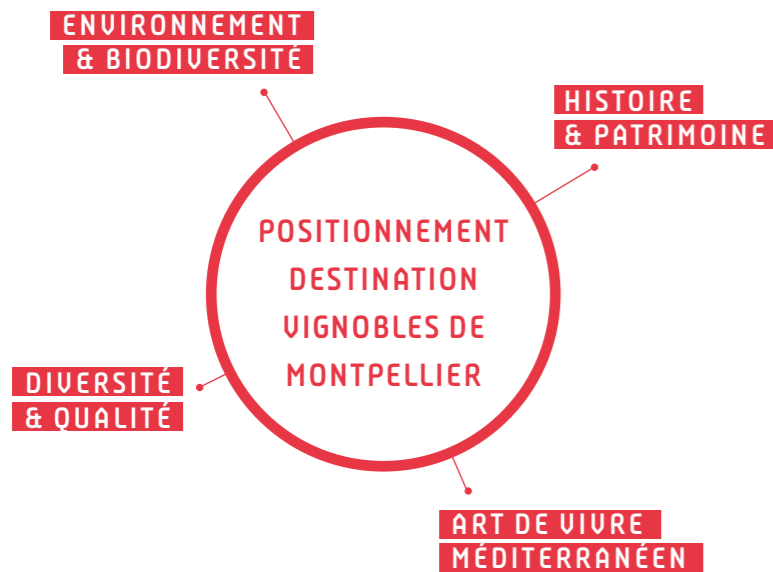 ENVIRONNEMENT
& BIODIVERSITÉ
HISTOIRE
& PATRIMOINE
POSITIONNEMENT
DESTINATION
VIGNOBLES DE
MONTPELLIER
DIVERSITÉ
& QUALITÉ
ART DE VIVRE
MÉDITERRANÉEN